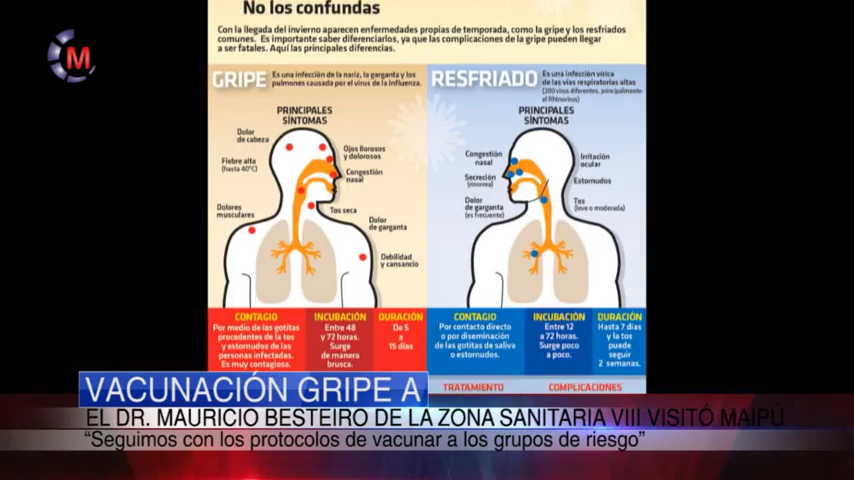 No los confundas
Con la llegada del invierno aparecen enfermedades propias de temporada, como la gripe y los resfriados
comunes. Es importante saber diferenciarlos, ya que las complicaciones de la gripe pueden llegar
a ser fatales. Aquí las principales diferencias.
M
GRIPE
Es una infección de la nariz, la garganta y los
pulmones causada por el virus de la influenza.
PRINCIPALES
SÍNTOMAS
Dolor
de cabeza
Ojos llorosos
y dolorosos
Fiebre alta
(hasta 40°C)
Congestión
nasal
Dolores
musculares
Tos seca
Dolor
de garganta
Debilidad
y cansancio
CONTAGIO
Por medio de las gotitas
procedentes de la tos
y estornudos de las
personas infectadas.
Es muy contagiosa.
INCUBACIÓN
Entre 48
y 72 horas.
Surge
de manera
brusca.
DURACIÓN
De 5
a
15 días
RESFRIADO
Es una infección vírica
de las vías respiratorias altas
(200 virus diferentes, principalmente
el Rhinovirus)
PRINCIPALES
SÍNTOMAS
Congestión
nasal
Irritación
ocular
Secreción
(rinorrea)
Estornudos
Dolor
de garganta
(es frecuente)
Tos
(leve o moderada)
CONTAGIO
Por contacto directo
o por diseminación
de las gotitas de saliva
o estornudos.
INCUBACIÓN
Entre 12
a 72 horas.
Surge poco
a poco.
DURACIÓN
Hasta 7 días
y la tos
puede
seguir
2 semanas.
TRATAMIENTO
COMPLICACIONES
VACUNACIÓN GRIPE A
EL DR. MAURICIO BESTEIRO DE LA ZONA SANITARIA VIII VISITÓ MAIPÚ
"Seguimos con los protocolos de vacunar a los grupos de riesgo"